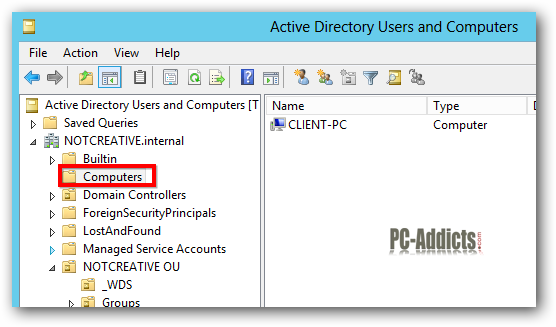 Active Directory Users and Computers
File Action View Help
Active Directory Users and Computers [T
Saved Queries
NOTCREATIVE.internal
Builtin
Computers
Domain Controllers
ForeignSecurityPrincipals
LostAndFound
Managed Service Accounts
NOTCREATIVE OU
_WDS
Groups
Name Type D
CLIENT-PC Computer
PC-Addicts.com